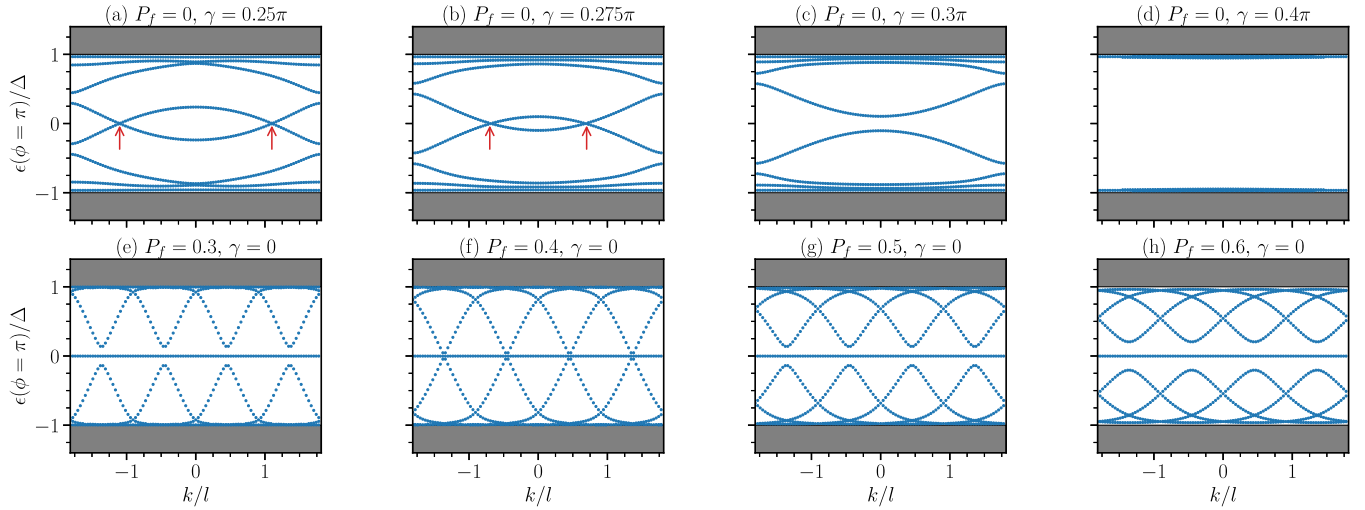 (a) P_f = 0, γ = 0.25π
(b) P_f = 0, γ = 0.275π
(c) P_f = 0, γ = 0.3π
(d) P_f = 0, γ = 0.4π
ϵ(ϕ = π)/Δ
1
0
−1
(e) P_f = 0.3, γ = 0
(f) P_f = 0.4, γ = 0
(g) P_f = 0.5, γ = 0
(h) P_f = 0.6, γ = 0
ϵ(ϕ = π)/Δ
1
0
−1
−1 0 1
−1 0 1
−1 0 1
−1 0 1
k/l
k/l
k/l
k/l